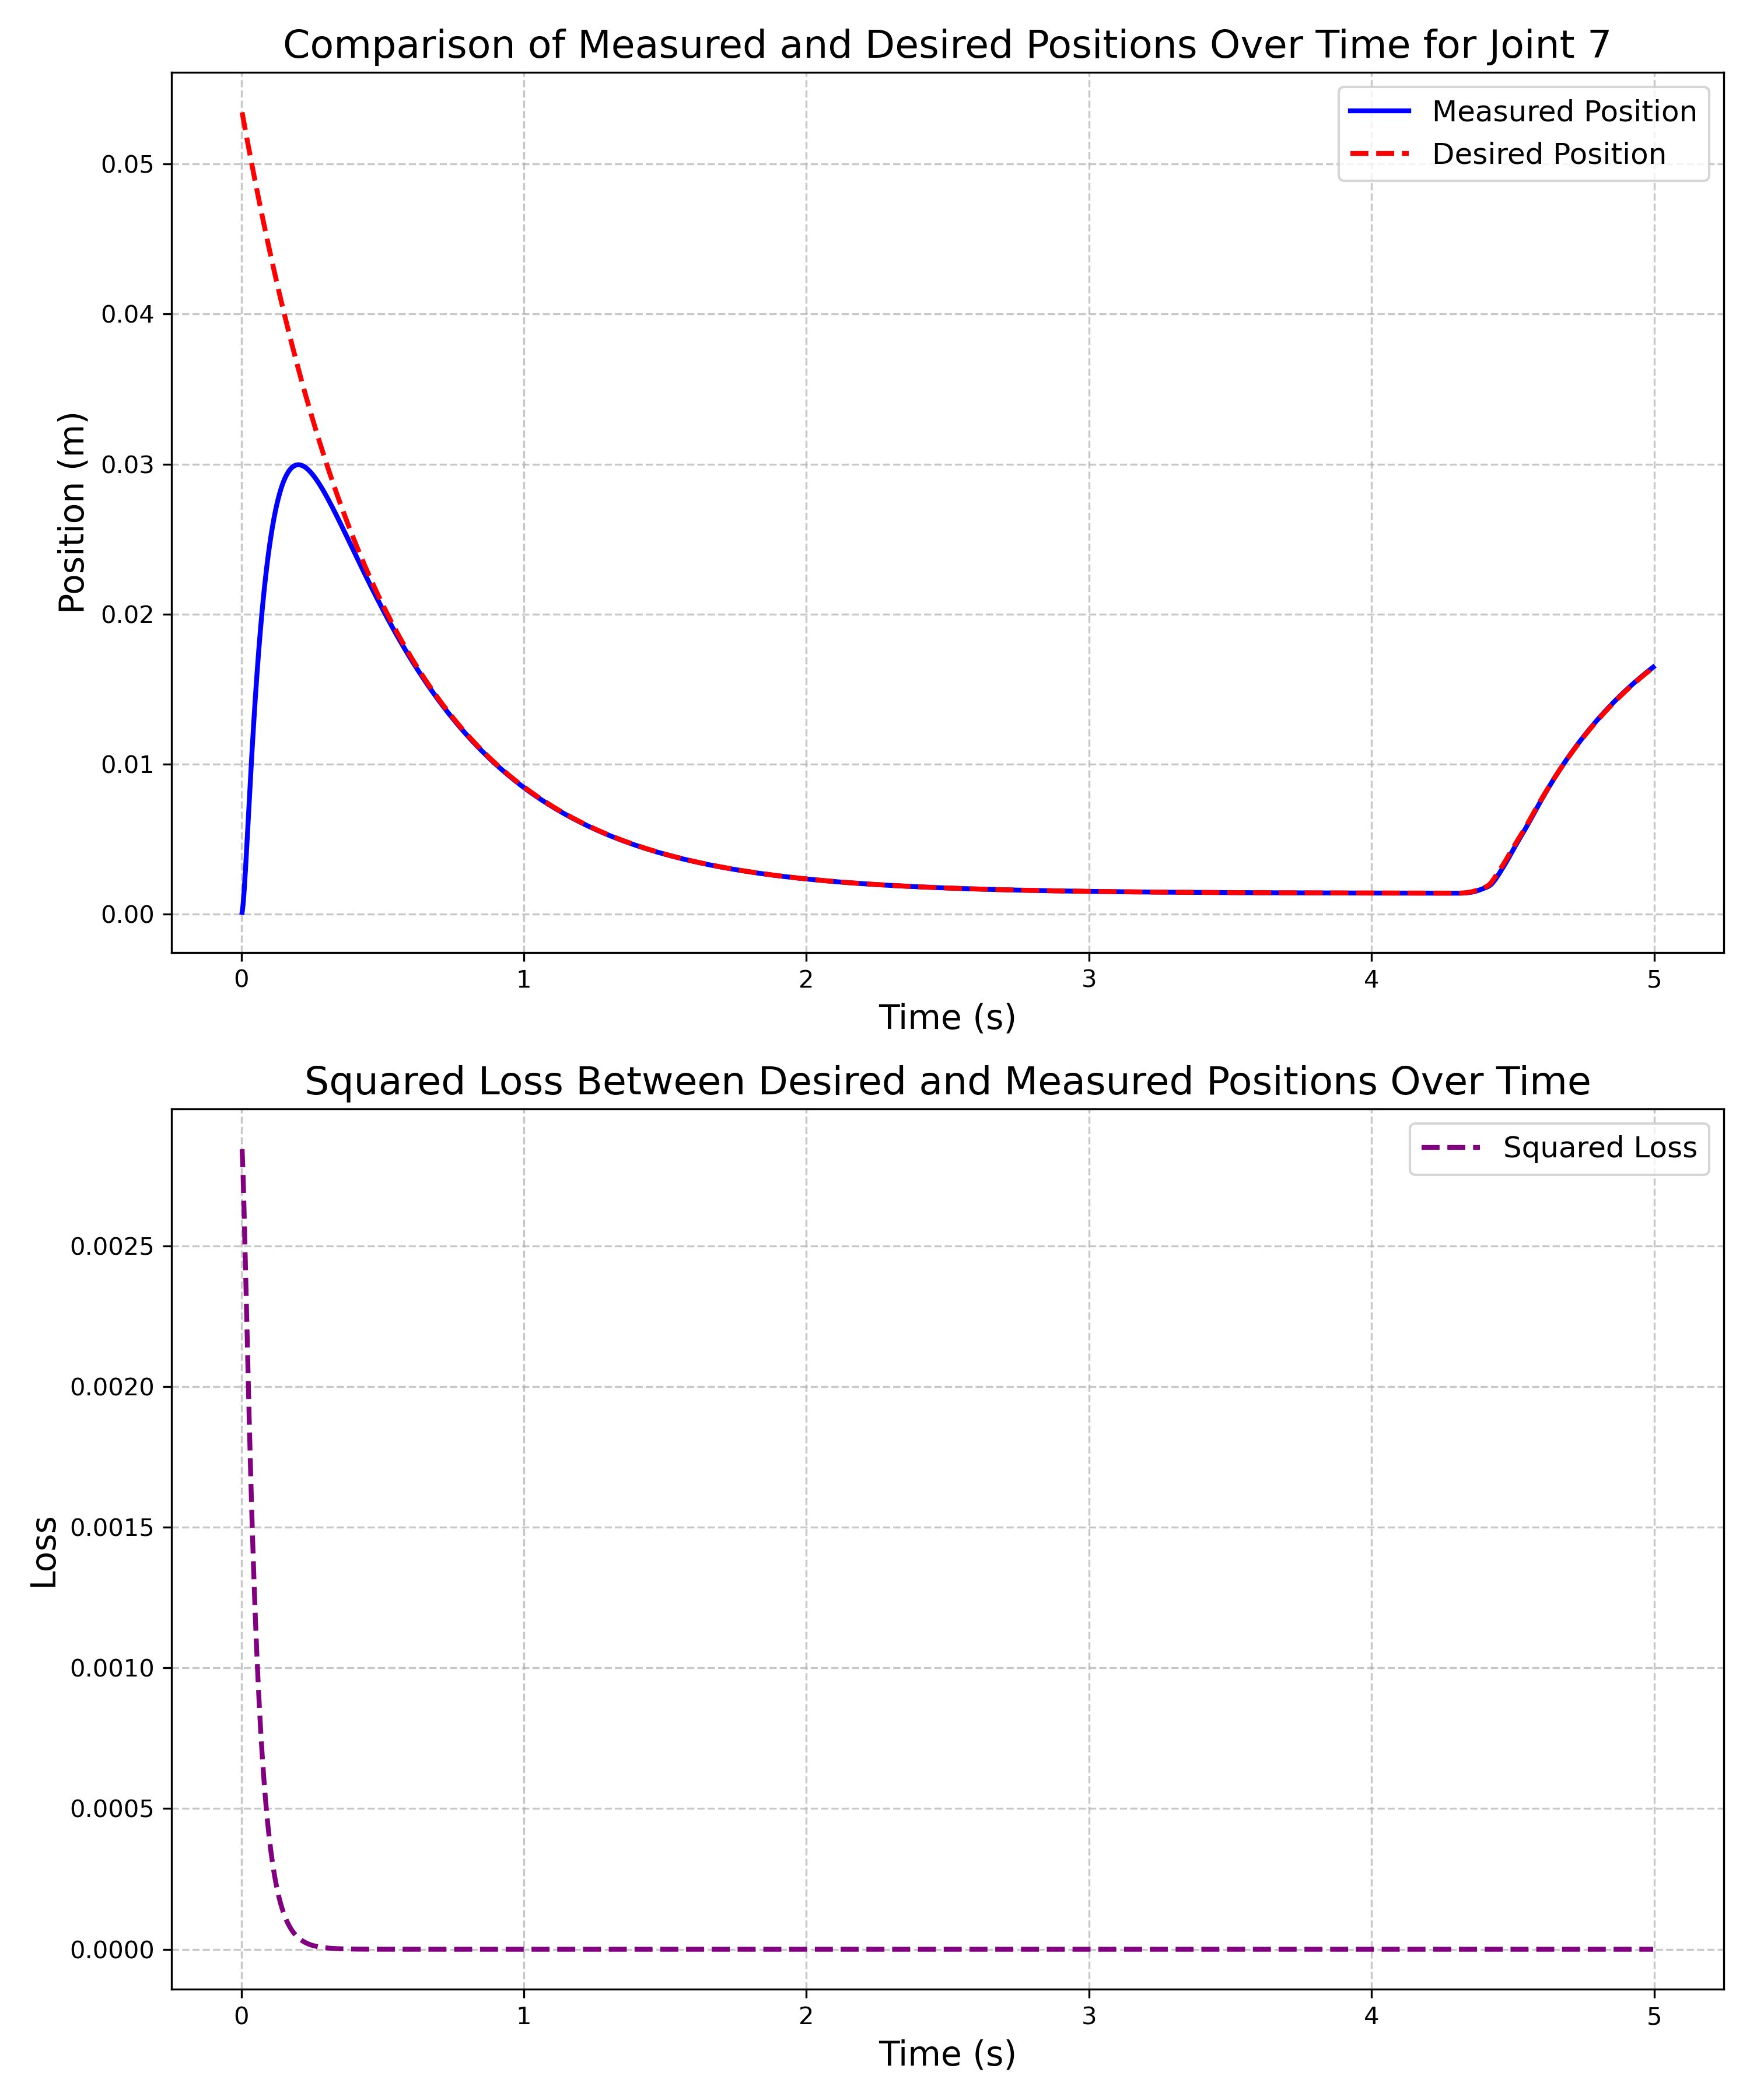 Comparison of Measured and Desired Positions Over Time for Joint 7
Measured Position
Desired Position
Position (m)
0.05
0.04
0.03
0.02
0.01
0.00
0 1 2 3 4 5
Time (s)
Squared Loss Between Desired and Measured Positions Over Time
Squared Loss
Loss
0.0025
0.0020
0.0015
0.0010
0.0005
0.0000
0 1 2 3 4 5
Time (s)